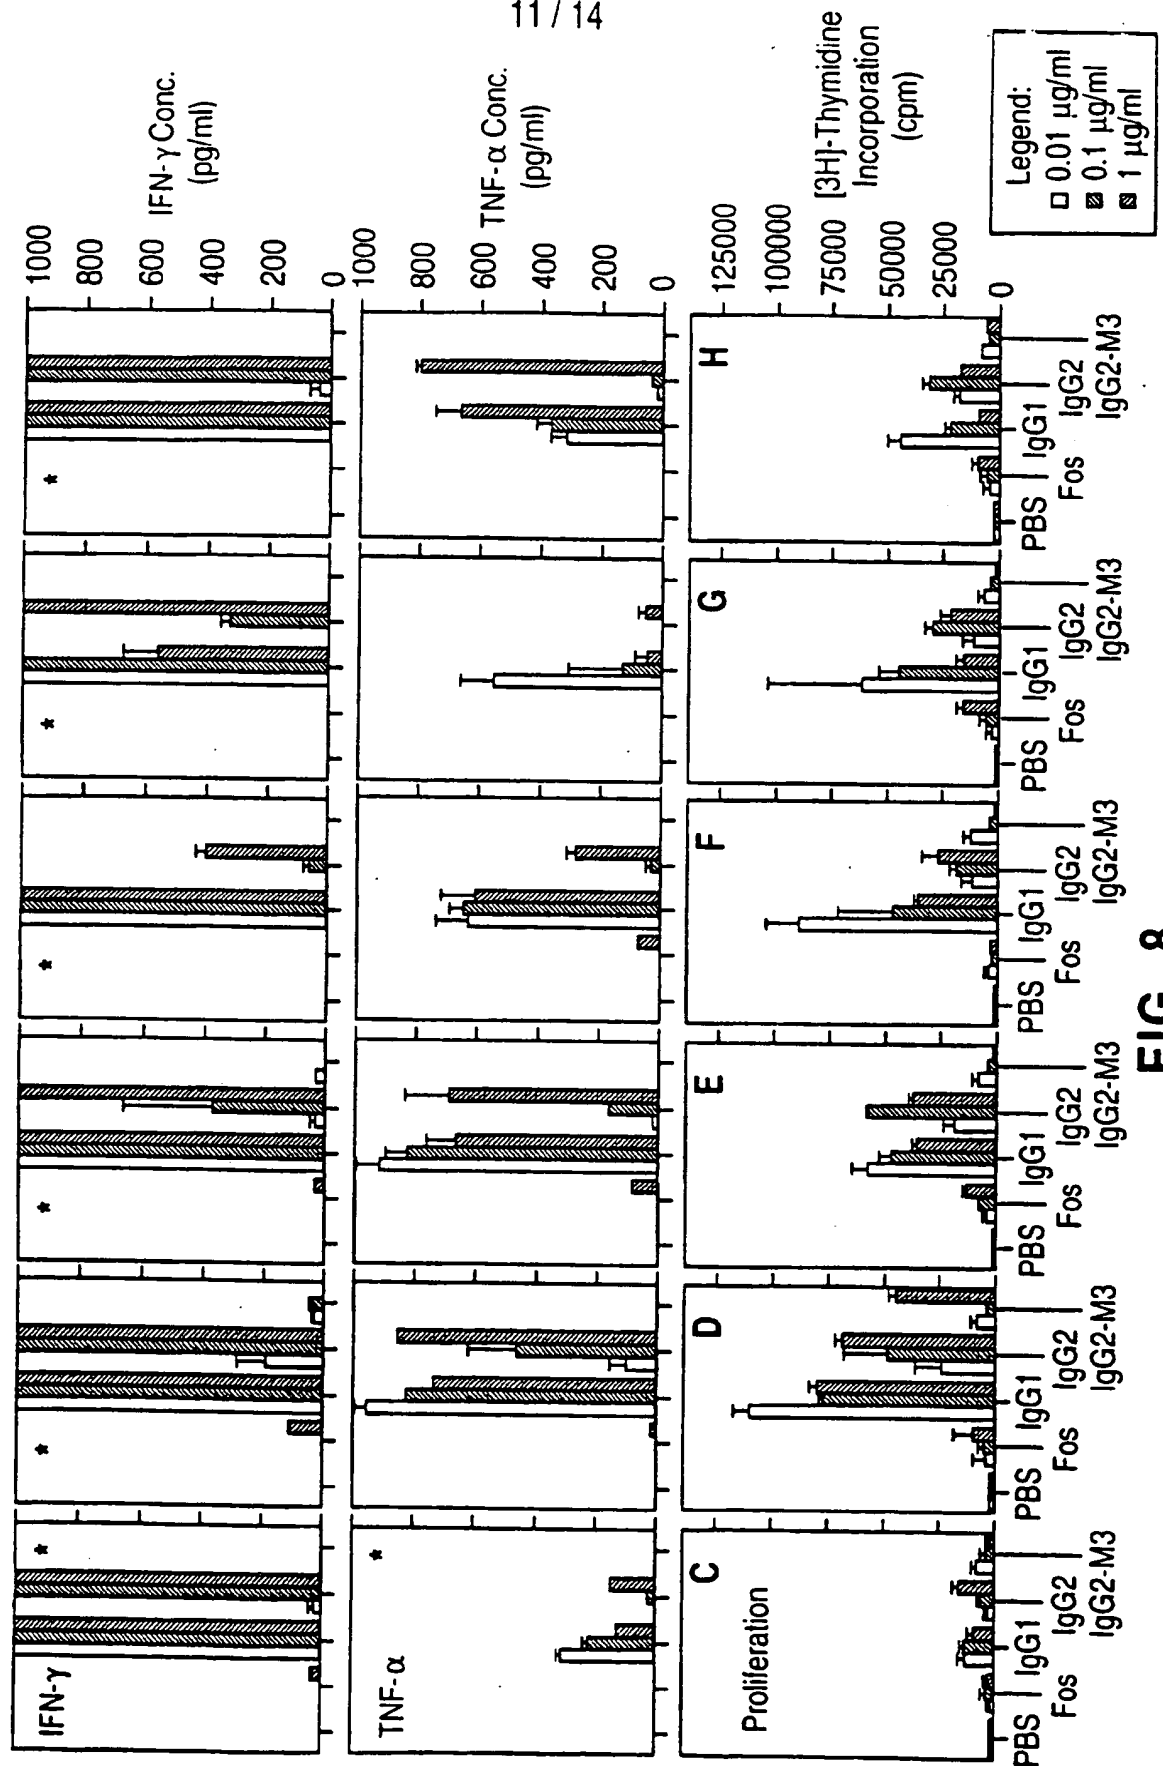 11 / 14
IFN-γ
*
*
*
*
*
*
*
1000
800
600
400
200
0
IFN-γ Conc.
(pg/ml)
TNF-α
*
1000
800
600
400
200
0
TNF-α Conc.
(pg/ml)
Proliferation
C
D
E
F
G
H
125000
100000
75000
50000
25000
0
[3H]-Thymidine
Incorporation
(cpm)
PBS
Fos
IgG1
IgG2
IgG2-M3
PBS
Fos
IgG1
IgG2
IgG2-M3
PBS
Fos
IgG1
IgG2
IgG2-M3
PBS
Fos
IgG1
IgG2
IgG2-M3
PBS
Fos
IgG1
IgG2
IgG2-M3
PBS
Fos
IgG1
IgG2
IgG2-M3
Legend:
0.01 µg/ml
0.1 µg/ml
1 µg/ml
FIG. 8